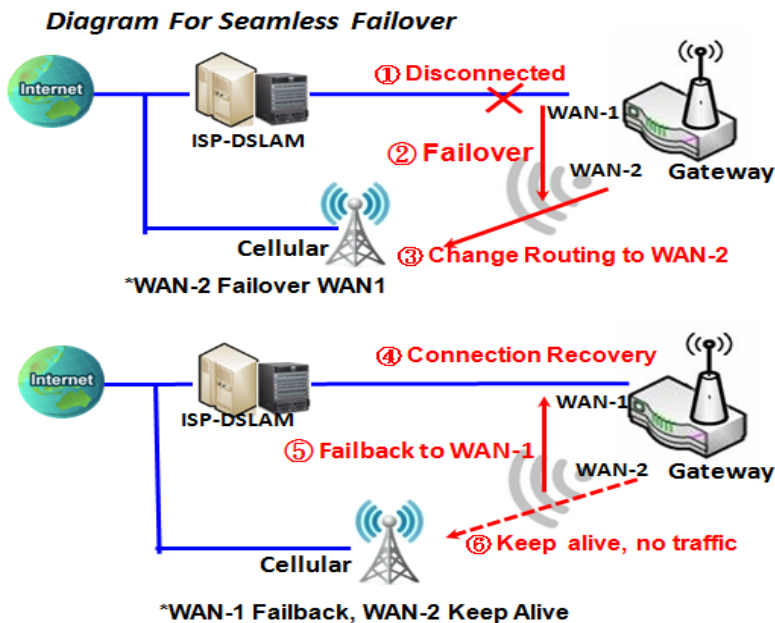 Diagram For Seamless Failover
Internet
ISP-DSLAM
① Disconnected
WAN-1
② Failover
WAN-2
Gateway
Cellular
③ Change Routing to WAN-2
*WAN-2 Failover WAN1
Internet
ISP-DSLAM
④ Connection Recovery
WAN-1
⑤ Failback to WAN-1
WAN-2
Gateway
Cellular
⑥ Keep alive, no traffic
*WAN-1 Failback, WAN-2 Keep Alive